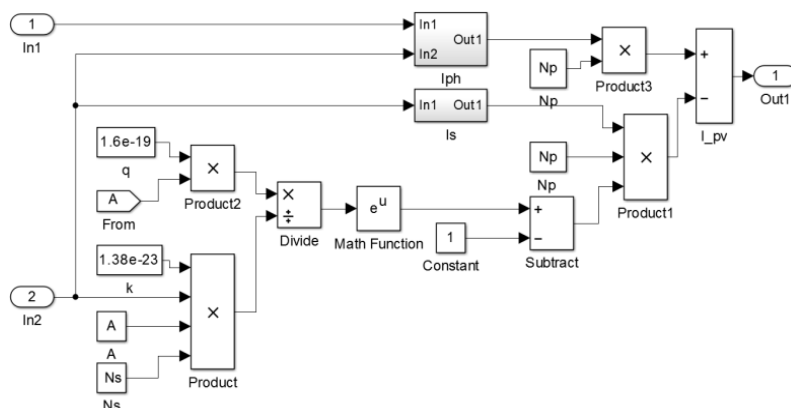 1
In1
In1
In2
Out1
Iph
Np
Np
×
Product3
+
−
I_pv
1
Out1
In1
Out1
Is
1.6e-19
q
A
From
×
Product2
×
÷
Divide
e^u
Math Function
Np
Np
×
Product1
1
Constant
+
−
Subtract
1.38e-23
k
2
In2
A
A
Ns
Ns
×
Product